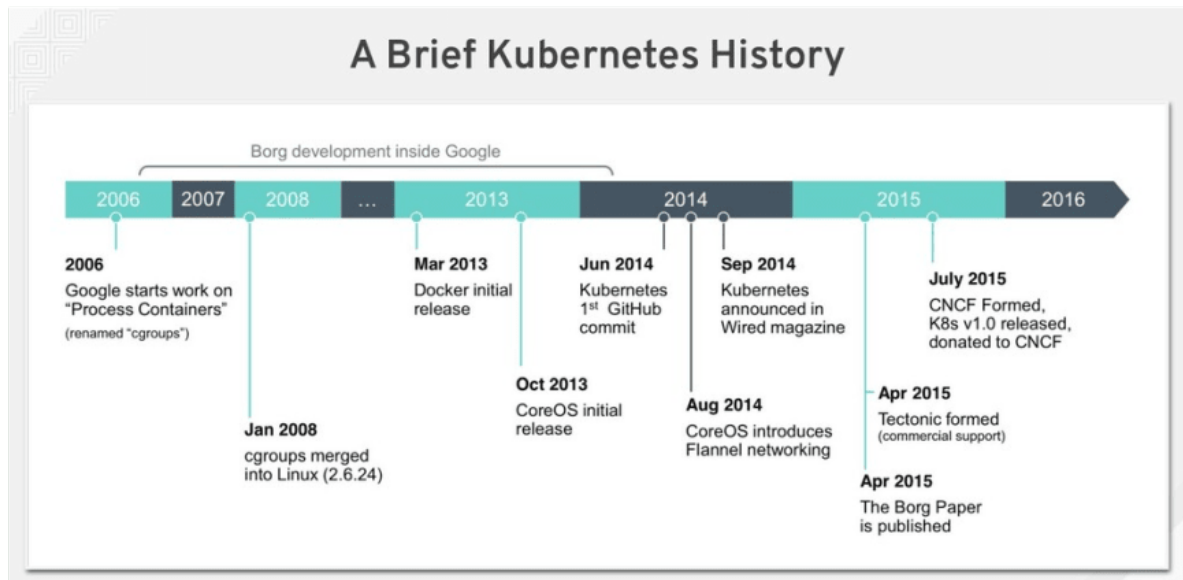 A Brief Kubernetes History
Borg development inside Google
2006 2007 2008 ... 2013 2014 2015 2016
2006
Google starts work on
“Process Containers”
(renamed “cgroups”)
Jan 2008
cgroups merged
into Linux (2.6.24)
Mar 2013
Docker initial
release
Oct 2013
CoreOS initial
release
Jun 2014
Kubernetes
1st GitHub
commit
Aug 2014
CoreOS introduces
Flannel networking
Sep 2014
Kubernetes
announced in
Wired magazine
Apr 2015
Tectonic formed
(commercial support)
Apr 2015
The Borg Paper
is published
July 2015
CNCF Formed,
K8s v1.0 released,
donated to CNCF